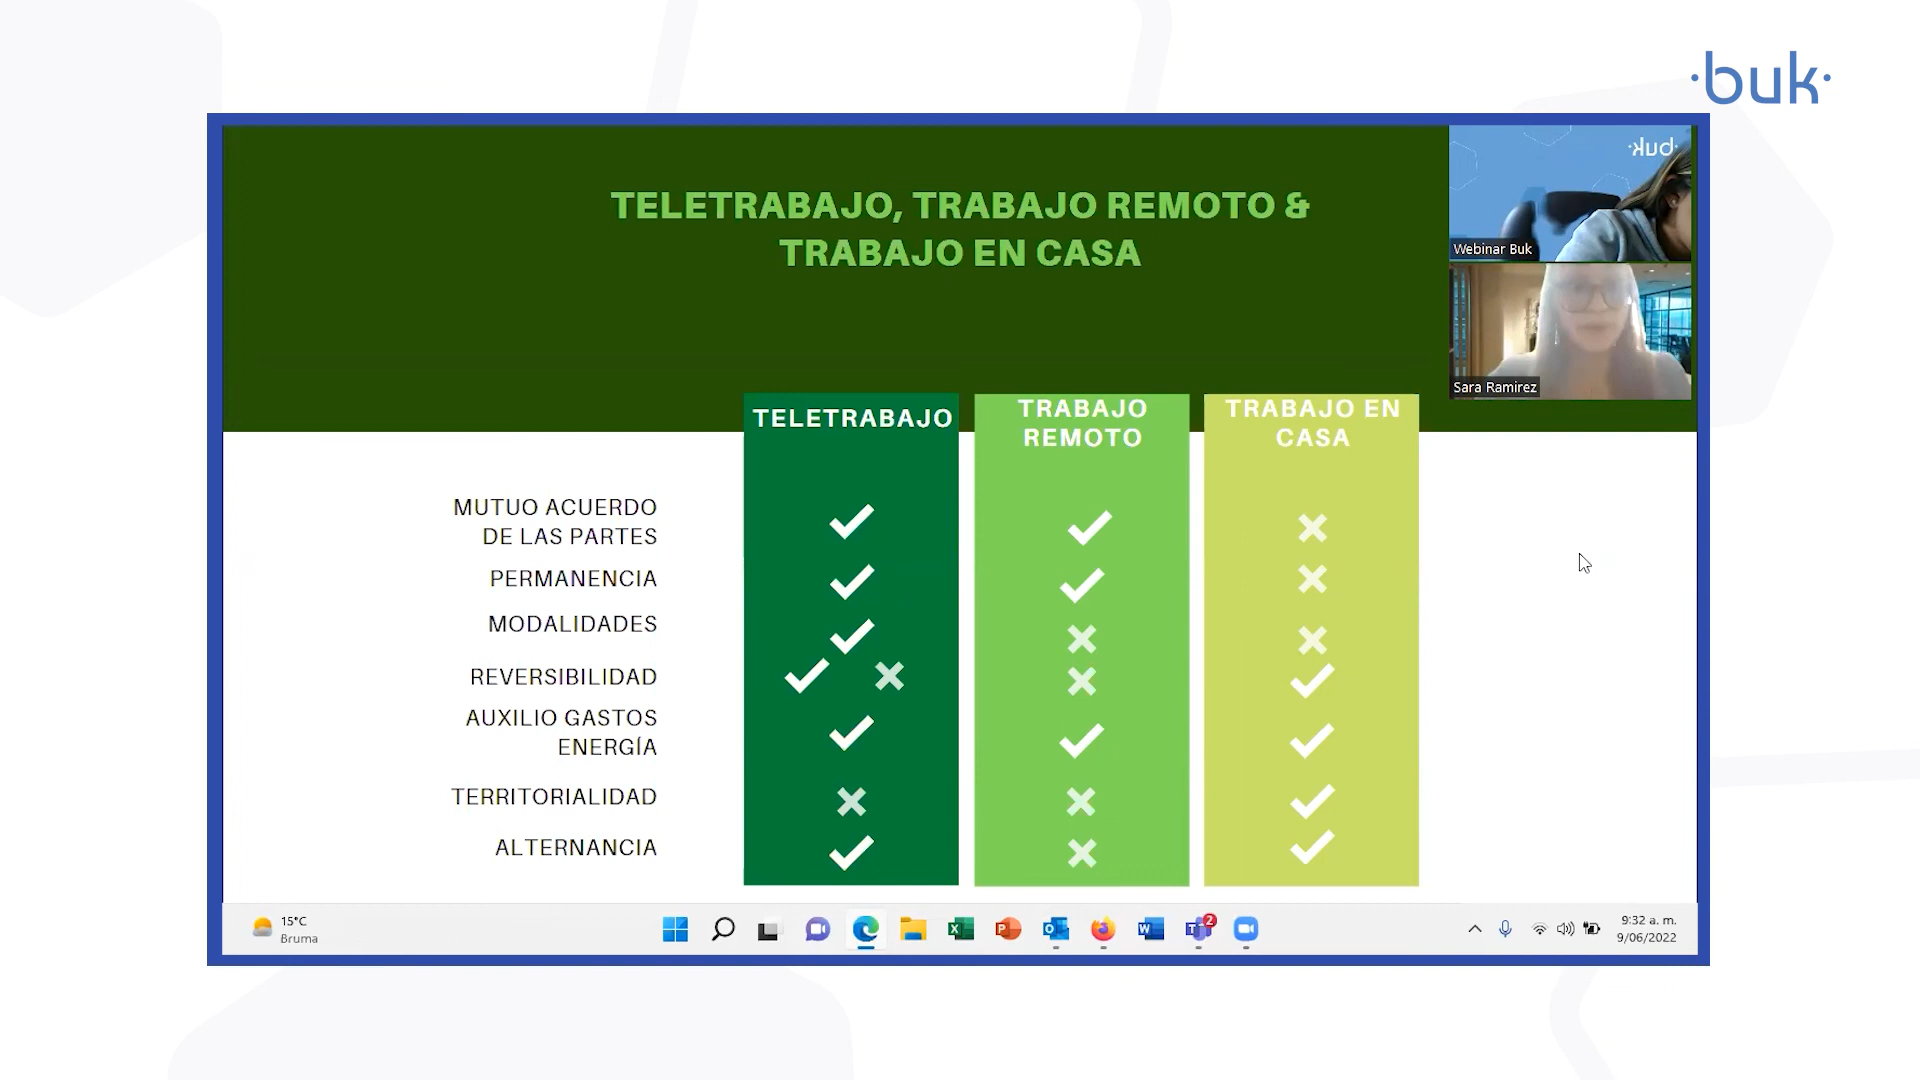 ·buk·
TELETRABAJO, TRABAJO REMOTO &
TRABAJO EN CASA
·buk·
Webinar Buk
Sara Ramirez
TELETRABAJO
TRABAJO
REMOTO
TRABAJO EN
CASA
MUTUO ACUERDO
DE LAS PARTES
PERMANENCIA
MODALIDADES
REVERSIBILIDAD
AUXILIO GASTOS
ENERGÍA
TERRITORIALIDAD
ALTERNANCIA
15°C
Bruma
2
9:32 a. m.
9/06/2022